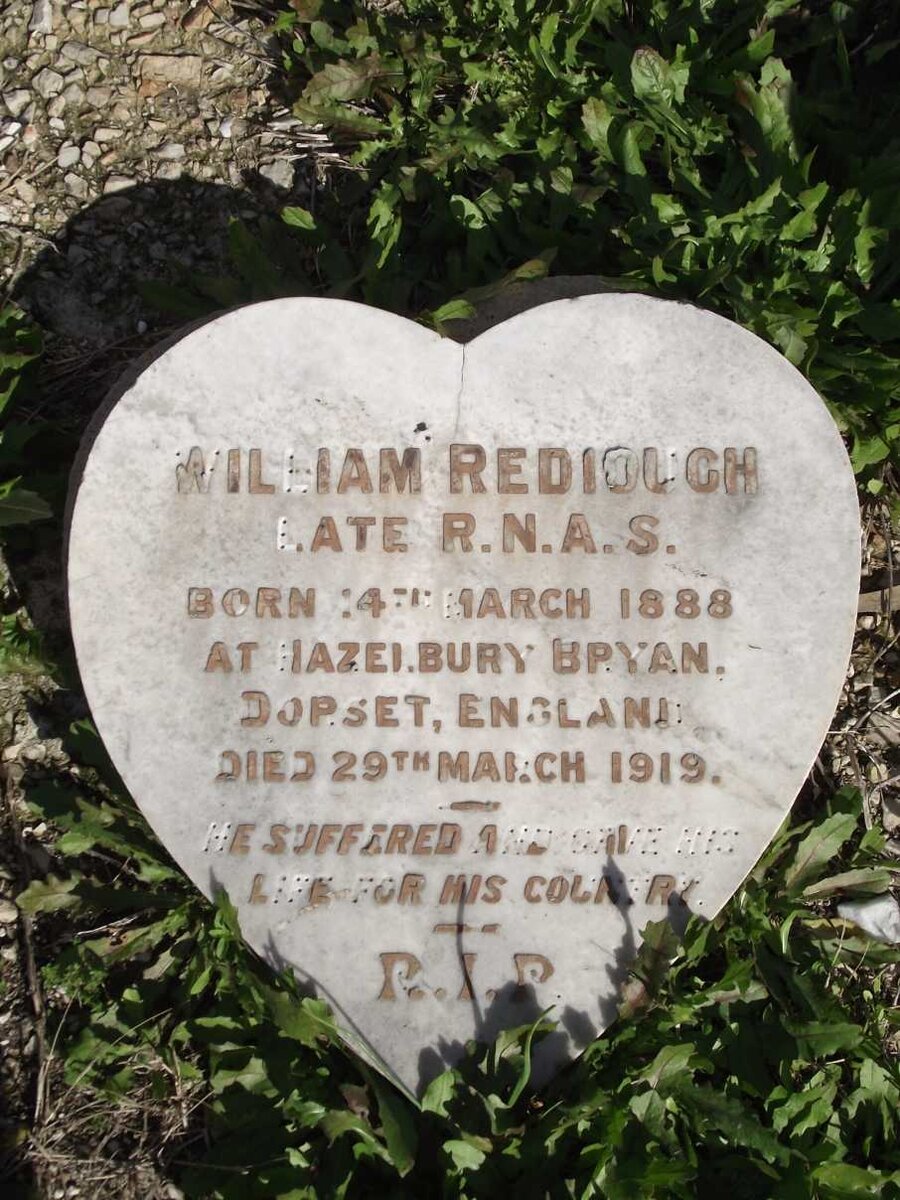 WILLIAM REDIOUGH
LATE R.N.A.S.
BORN 14TH MARCH 1888
AT HAZELBURY BRYAN.
DORSET, ENGLAND
DIED 29TH MARCH 1919.
HE SUFFERED AND GAVE HIS
LIFE FOR HIS COUNTRY.
R.I.P.